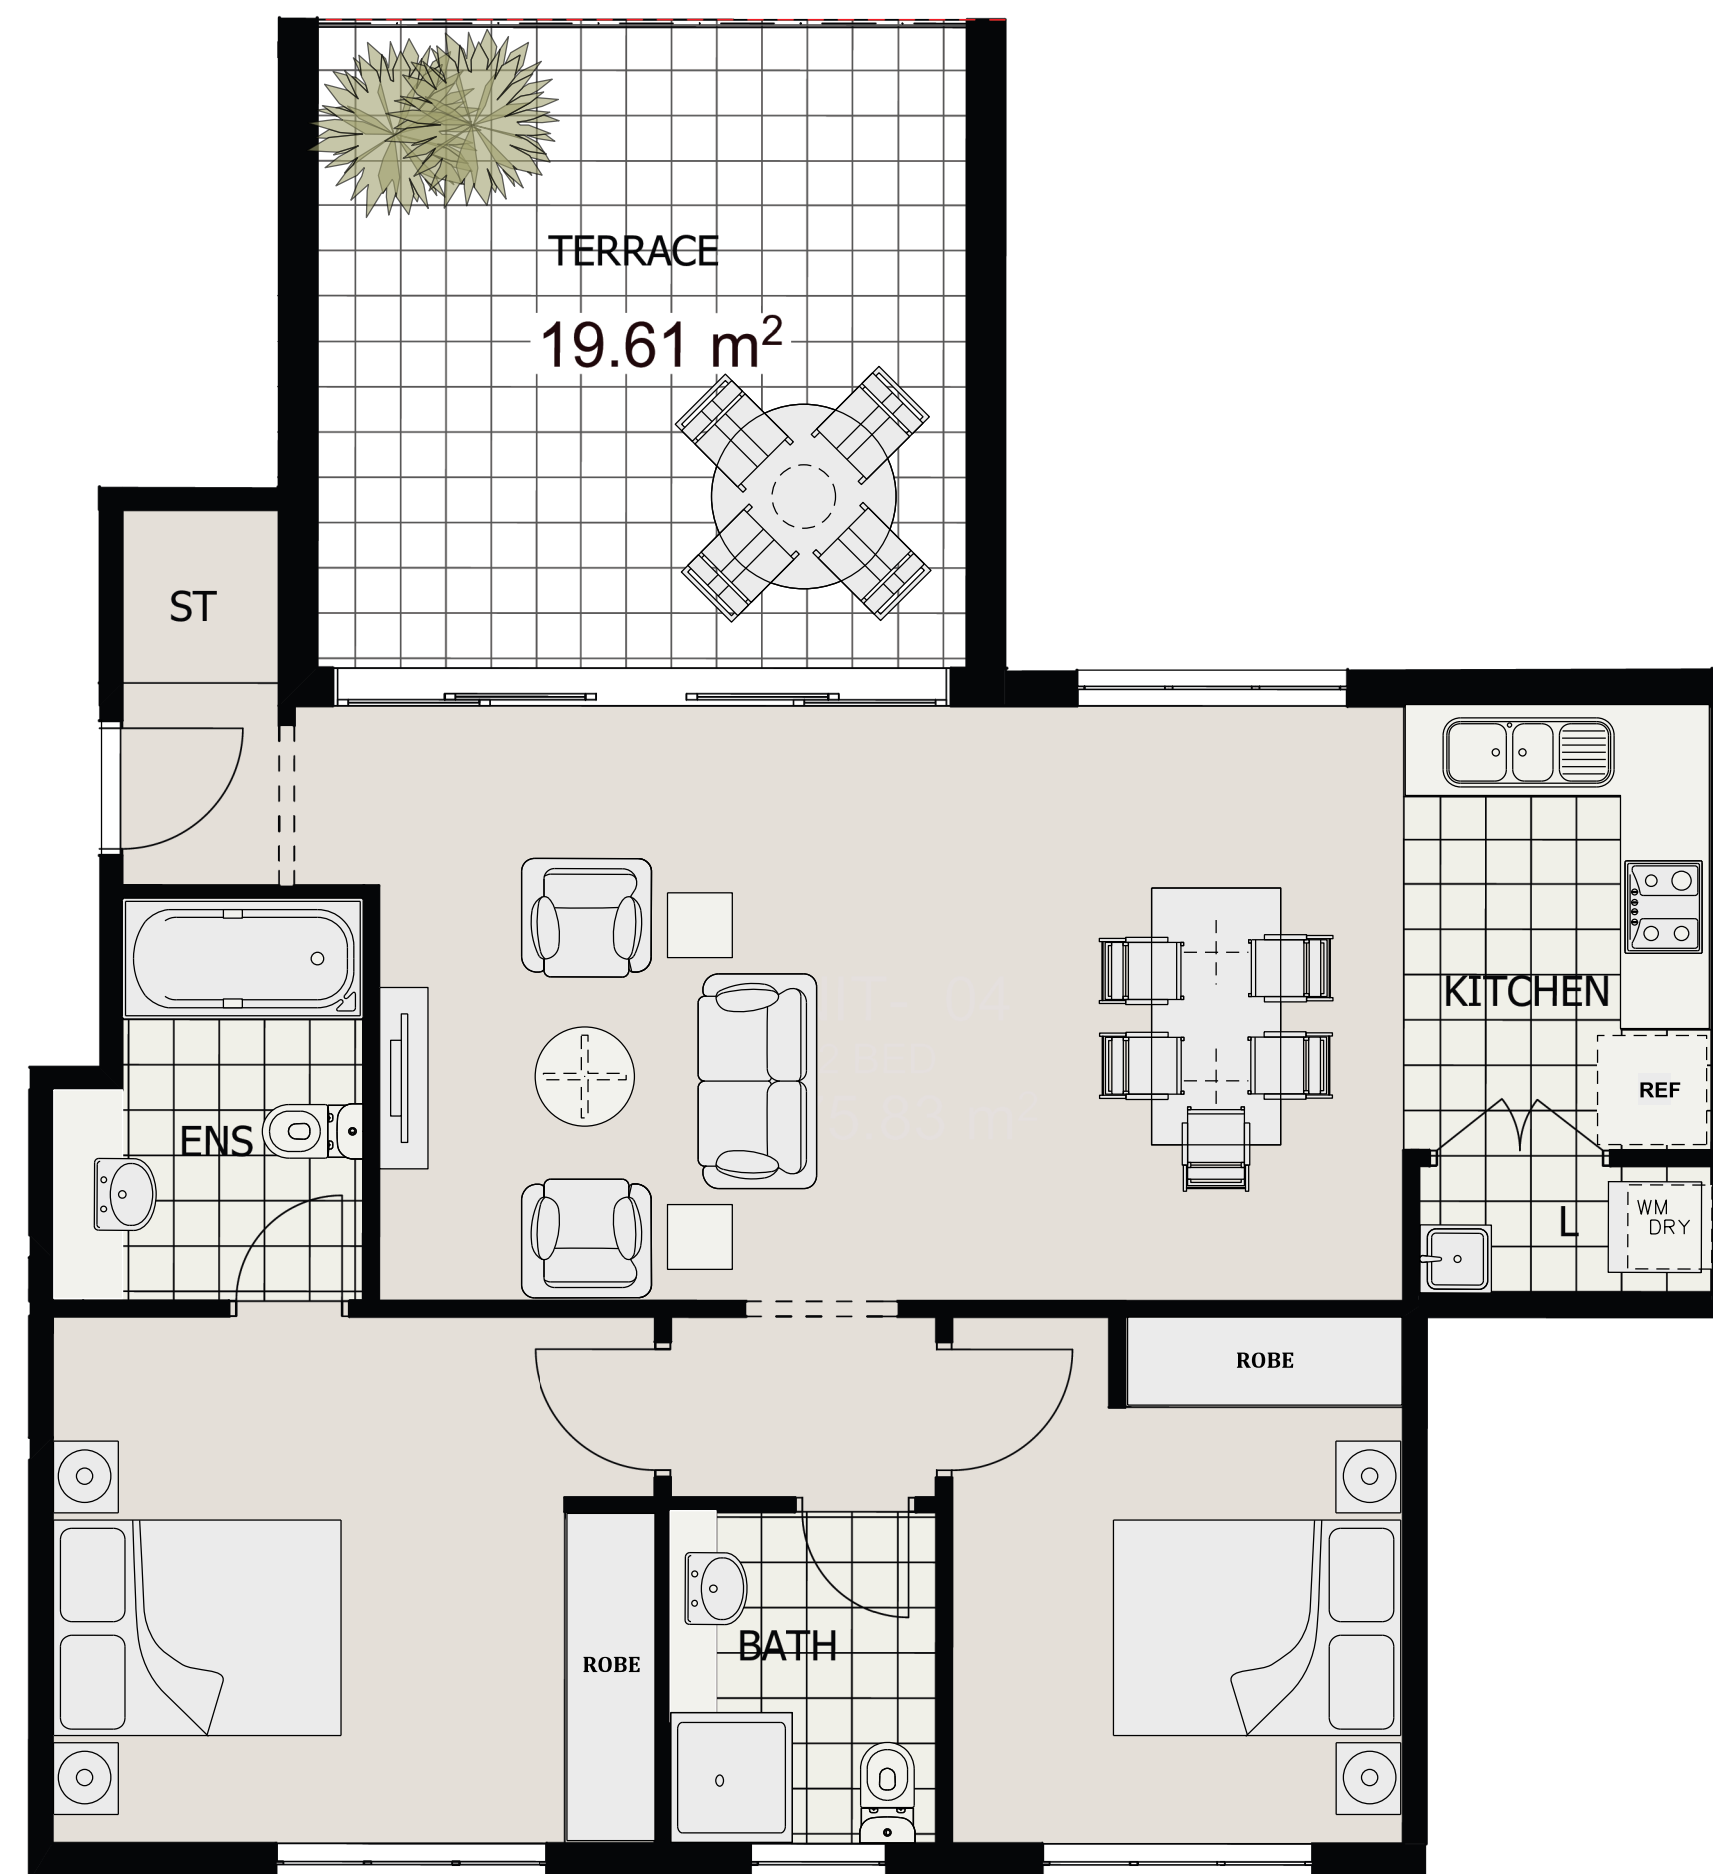 TERRACE
19.61 m²
ST
KITCHEN
REF
ENS
WM
DRY
L
ROBE
BATH
ROBE